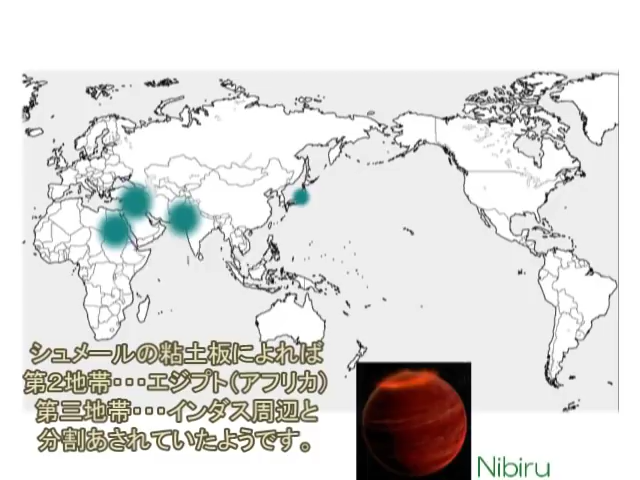 シュメールの粘土板によれば
第２地帯・・・エジプト（アフリカ）
第三地帯・・・インダス周辺と
分割あされていたようです。
Nibiru